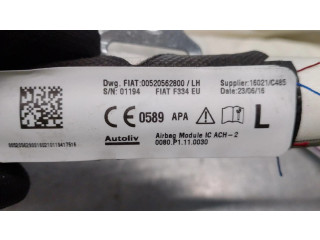 Dwg. FIAT:00520562800 / LH
Supplier:16021/C485
S/N: 01194 FIAT F334 EU
Date:23/06/16
CE 0589 APA
L
Autoliv
Airbag Module IC ACH-2
0080.P1.11.0030